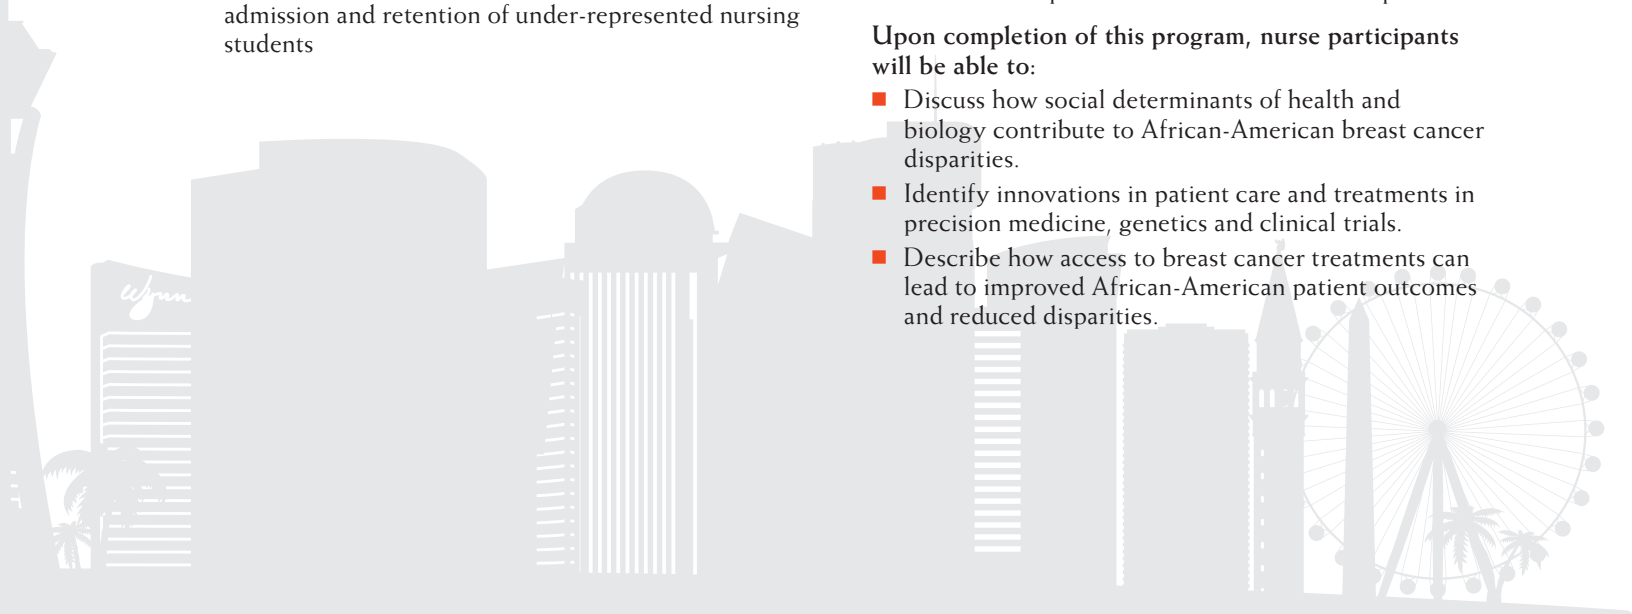 admission and retention of under-represented nursing
students
Upon completion of this program, nurse participants
will be able to:
■ Discuss how social determinants of health and
biology contribute to African-American breast cancer
disparities.
■ Identify innovations in patient care and treatments in
precision medicine, genetics and clinical trials.
■ Describe how access to breast cancer treatments can
lead to improved African-American patient outcomes
and reduced disparities.
Wynn